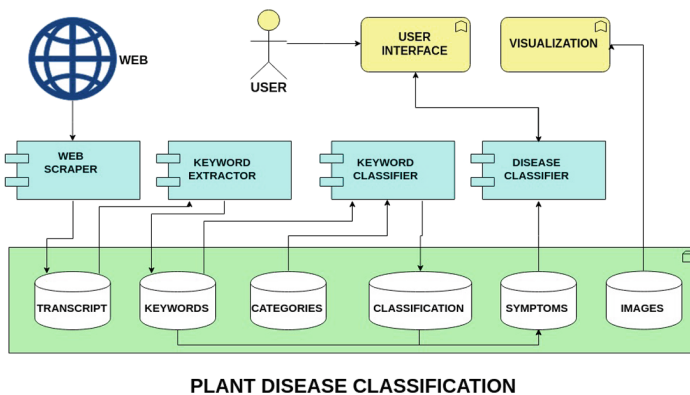 WEB
USER
USER
INTERFACE
VISUALIZATION
WEB
SCRAPER
KEYWORD
EXTRACTOR
KEYWORD
CLASSIFIER
DISEASE
CLASSIFIER
TRANSCRIPT
KEYWORDS
CATEGORIES
CLASSIFICATION
SYMPTOMS
IMAGES
PLANT DISEASE CLASSIFICATION